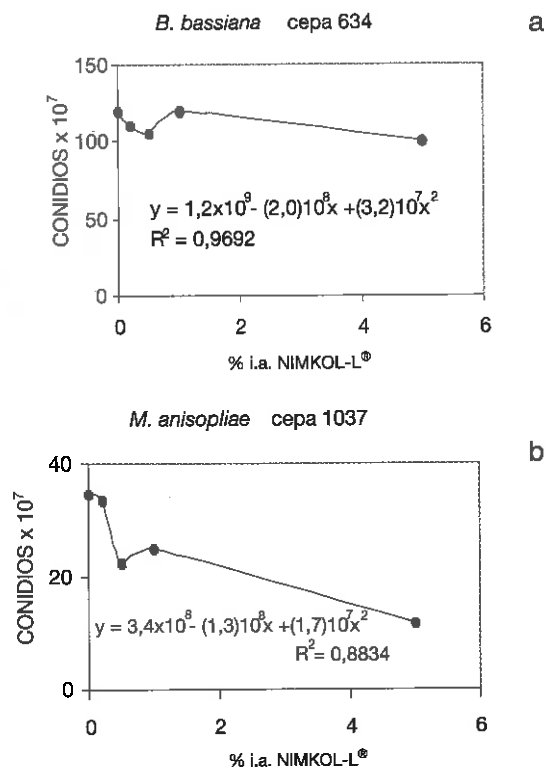 B. bassiana cepa 634
a
150
100
50
0
CONIDIOS x 10⁷
y = 1,2x10⁹ - (2,0)10⁸x +(3,2)10⁷x²
R² = 0,9692
0 2 4 6
% i.a. NIMKOL-L®
M. anisopliae cepa 1037
b
40
20
0
CONIDIOS x 10⁷
y = 3,4x10⁸- (1,3)10⁸x +(1,7)10⁷x²
R²= 0,8834
0 2 4 6
% i.a. NIMKOL-L®